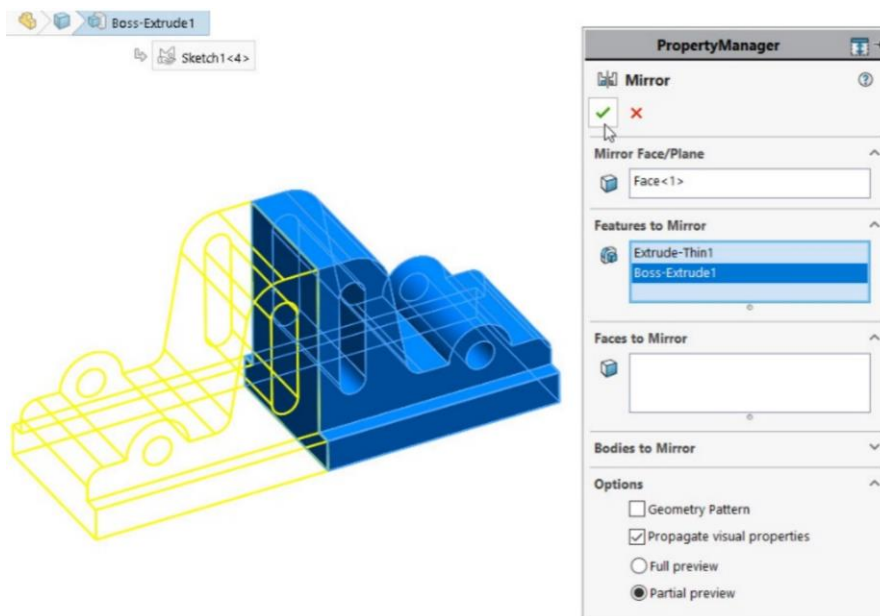 Boss-Extrude1
Sketch1<4>
PropertyManager
Mirror
Mirror Face/Plane
Face<1>
Features to Mirror
Extrude-Thin1
Boss-Extrude1
Faces to Mirror
Bodies to Mirror
Options
Geometry Pattern
Propagate visual properties
Full preview
Partial preview